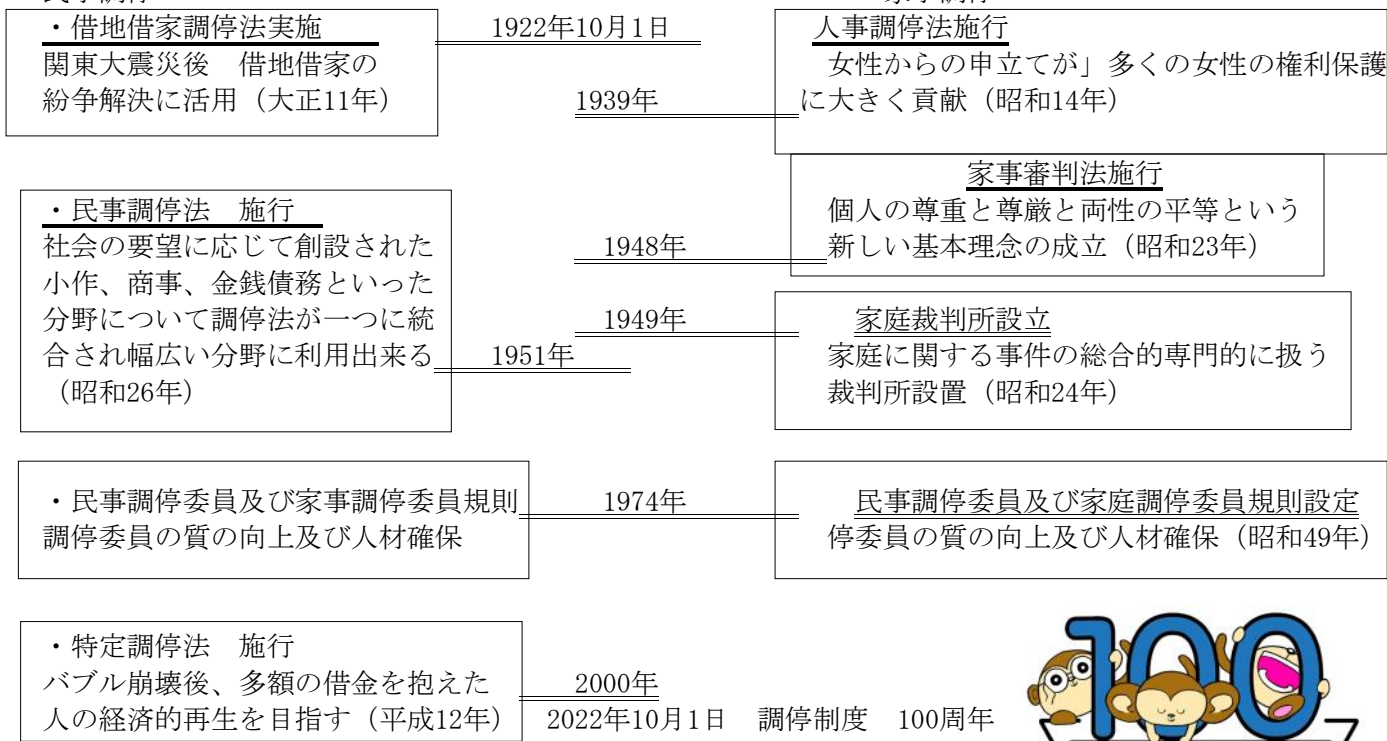 ・借地借家調停法実施
関東大震災後　借地借家の
紛争解決に活用（大正11年）
1922年10月1日
人事調停法施行
女性からの申立てが」多くの女性の権利保護
に大きく貢献（昭和14年）
1939年
家事審判法施行
個人の尊重と尊厳と両性の平等という
新しい基本理念の成立（昭和23年）
1948年
・民事調停法　施行
社会の要望に応じて創設された
小作、商事、金銭債務といった
分野について調停法が一つに統
合され幅広い分野に利用出来る
（昭和26年）
1951年
1949年
家庭裁判所設立
家庭に関する事件の総合的専門的に扱う
裁判所設置（昭和24年）
・民事調停委員及び家事調停委員規則
調停委員の質の向上及び人材確保
1974年
民事調停委員及び家庭調停委員規則設定
停委員の質の向上及び人材確保（昭和49年）
・特定調停法　施行
バブル崩壊後、多額の借金を抱えた
人の経済的再生を目指す（平成12年）
2000年
2022年10月1日　調停制度　100周年
100